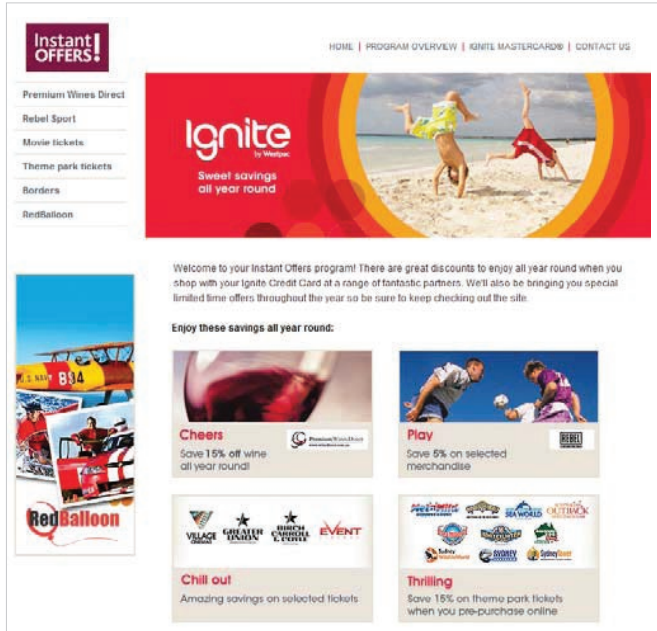 Instant
OFFERS!
HOME | PROGRAM OVERVIEW | IGNITE MASTERCARD® | CONTACT US
Premium Wines Direct
Rebel Sport
Movie tickets
Theme park tickets
Borders
RedBalloon
Ignite
by Westpac
Sweet savings
all year round
Welcome to your Instant Offers program! There are great discounts to enjoy all year round when you
shop with your Ignite Credit Card at a range of fantastic partners. We'll also be bringing you special
limited time offers throughout the year so be sure to keep checking out the site.
Enjoy these savings all year round:
U.S. NAVY 894
RedBalloon
Cheers
PremiumWinesDirect
Save 15% off wine
all year round!
Play
REBEL
Save 5% on selected
merchandise
VILLAGE
CINEMAS
GREATER
UNION
BIRCH
CARROLL
& COYLE
EVENT
Chill out
Amazing savings on selected tickets
SEA WORLD
OUTBACK
SYDNEY
SydneyTower
Thrilling
Save 15% on theme park tickets
when you pre-purchase online